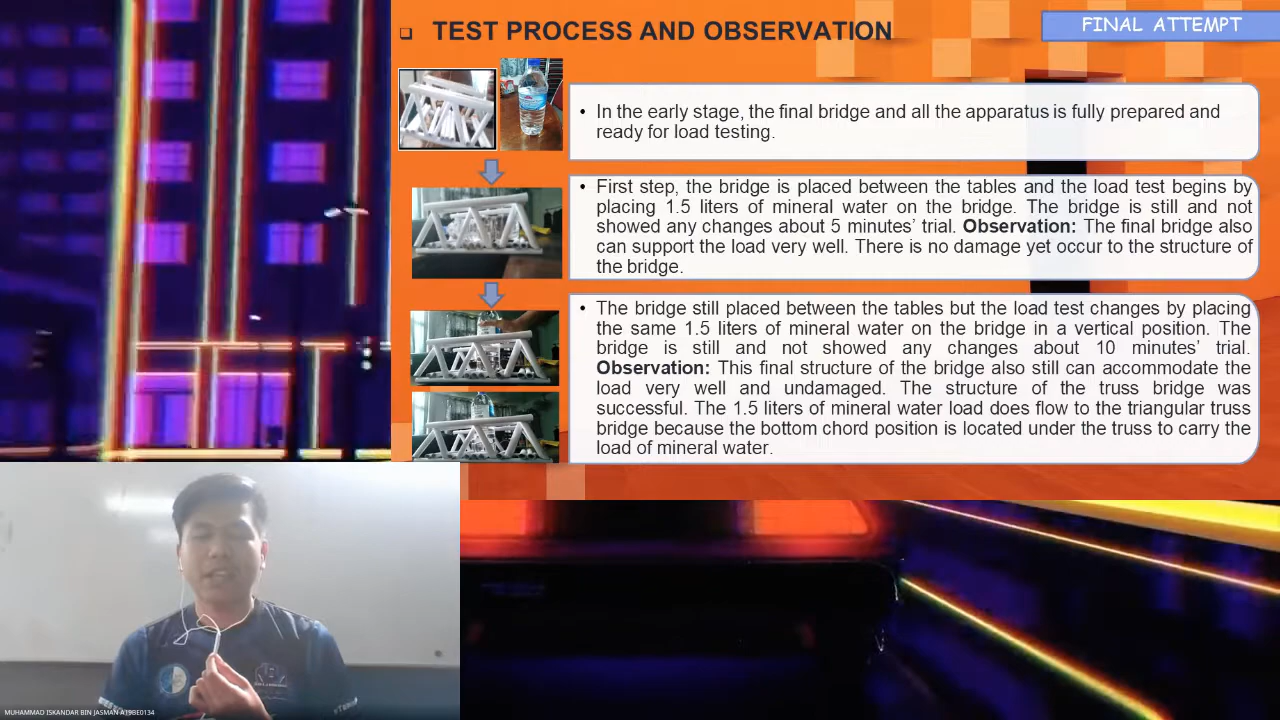 TEST PROCESS AND OBSERVATION
FINAL ATTEMPT
• In the early stage, the final bridge and all the apparatus is fully prepared and
ready for load testing.
• First step, the bridge is placed between the tables and the load test begins by
placing 1.5 liters of mineral water on the bridge. The bridge is still and not
showed any changes about 5 minutes’ trial. Observation: The final bridge also
can support the load very well. There is no damage yet occur to the structure of
the bridge.
• The bridge still placed between the tables but the load test changes by placing
the same 1.5 liters of mineral water on the bridge in a vertical position. The
bridge is still and not showed any changes about 10 minutes’ trial.
Observation: This final structure of the bridge also still can accommodate the
load very well and undamaged. The structure of the truss bridge was
successful. The 1.5 liters of mineral water load does flow to the triangular truss
bridge because the bottom chord position is located under the truss to carry the
load of mineral water.
MUHAMMAD ISKANDAR BIN JASMAN A19BE0134